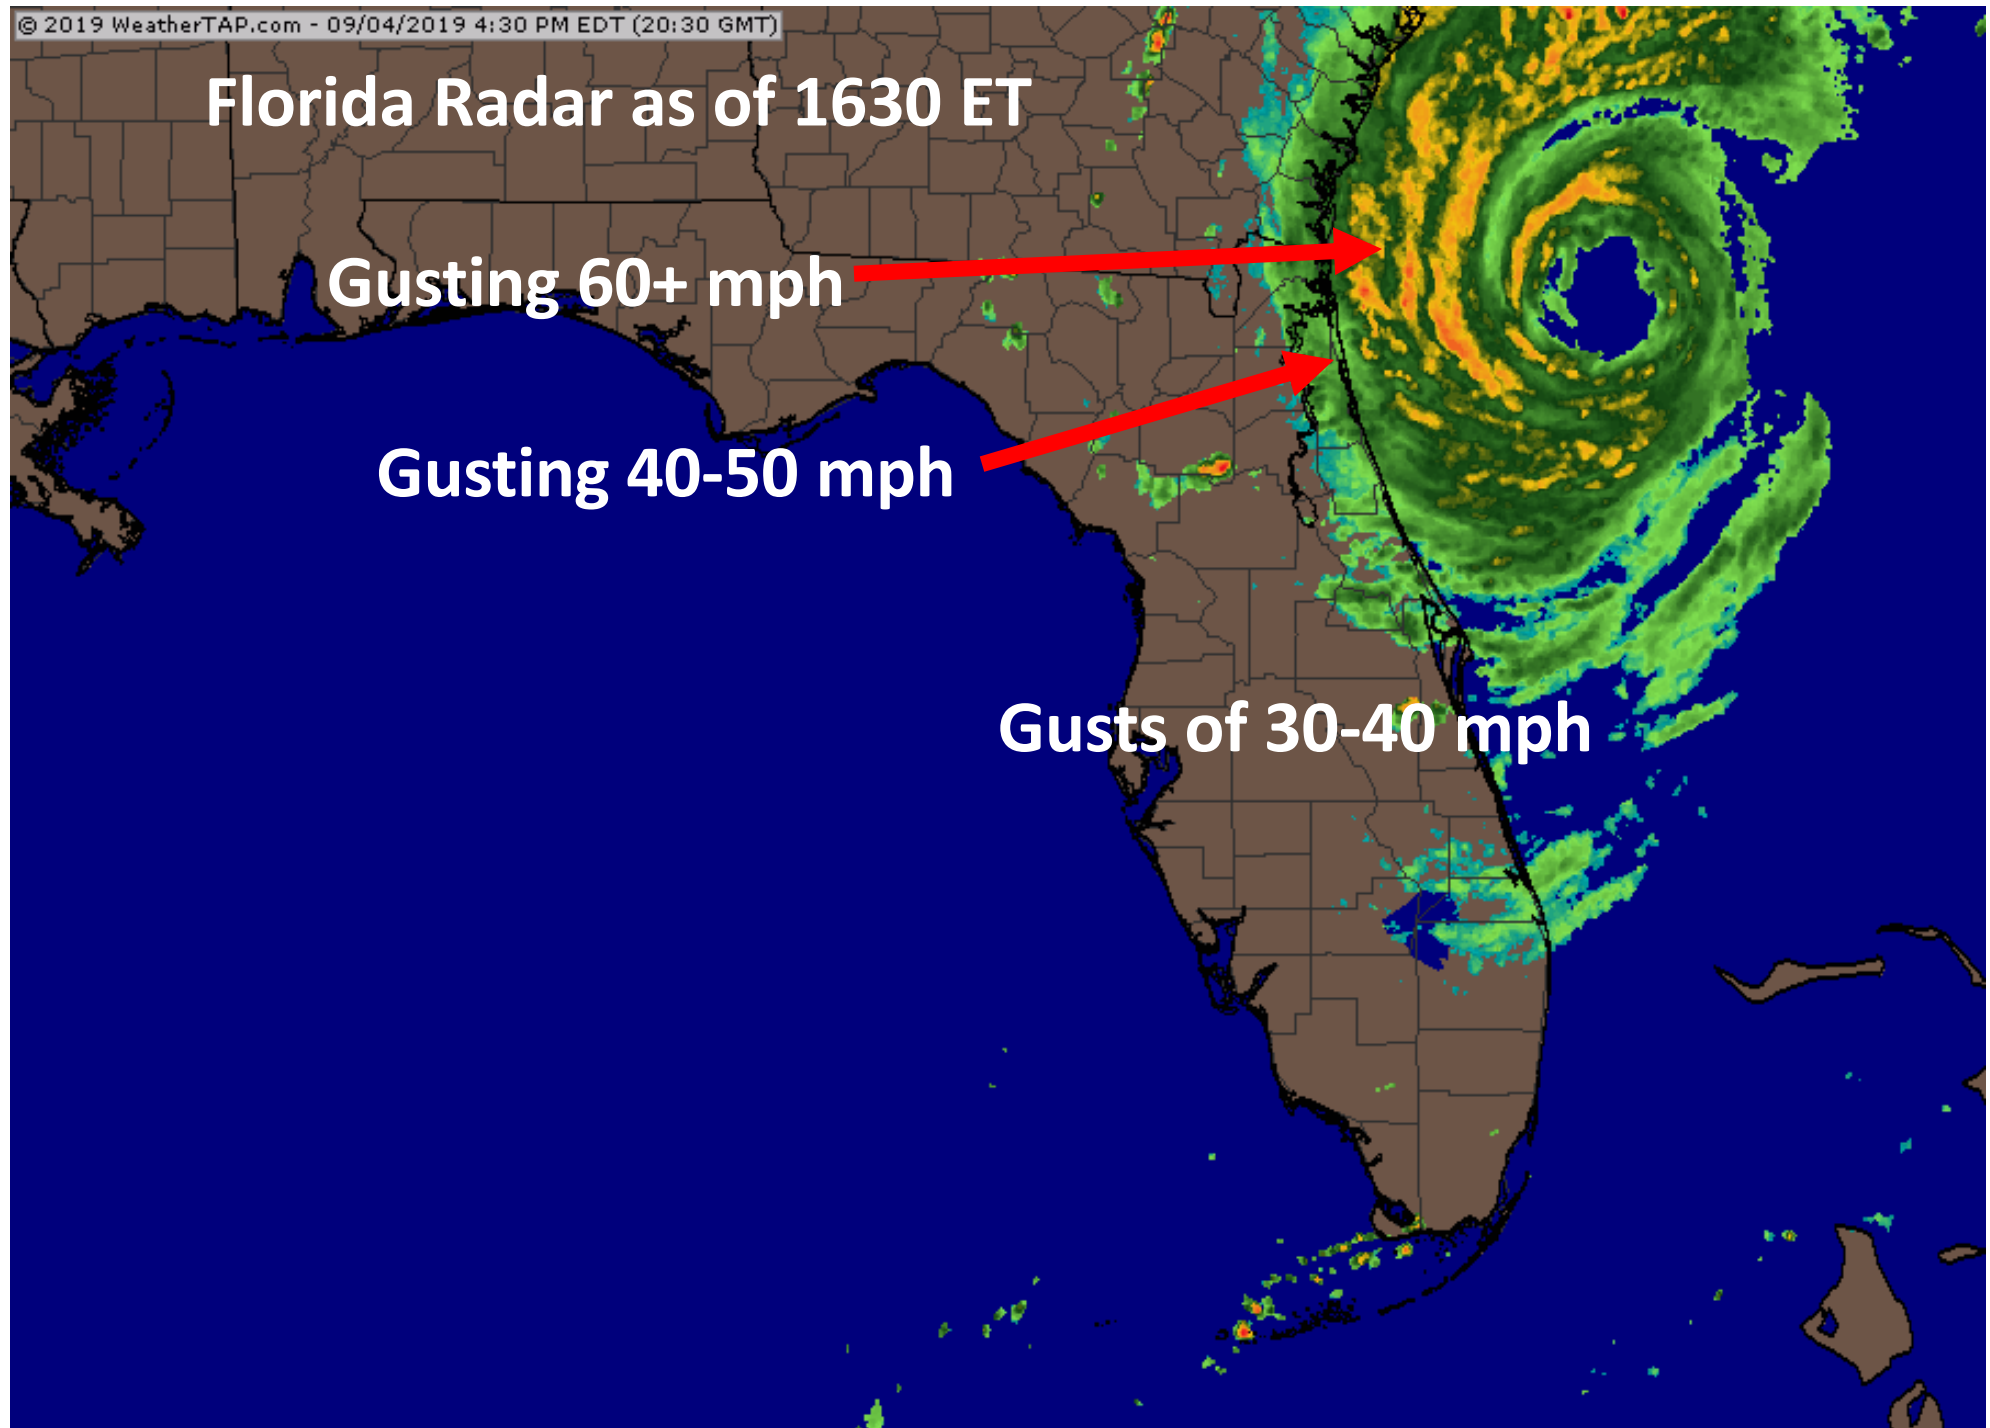 © 2019 WeatherTAP.com - 09/04/2019 4:30 PM EDT (20:30 GMT)
Florida Radar as of 1630 ET
Gusting 60+ mph
Gusting 40-50 mph
Gusts of 30-40 mph